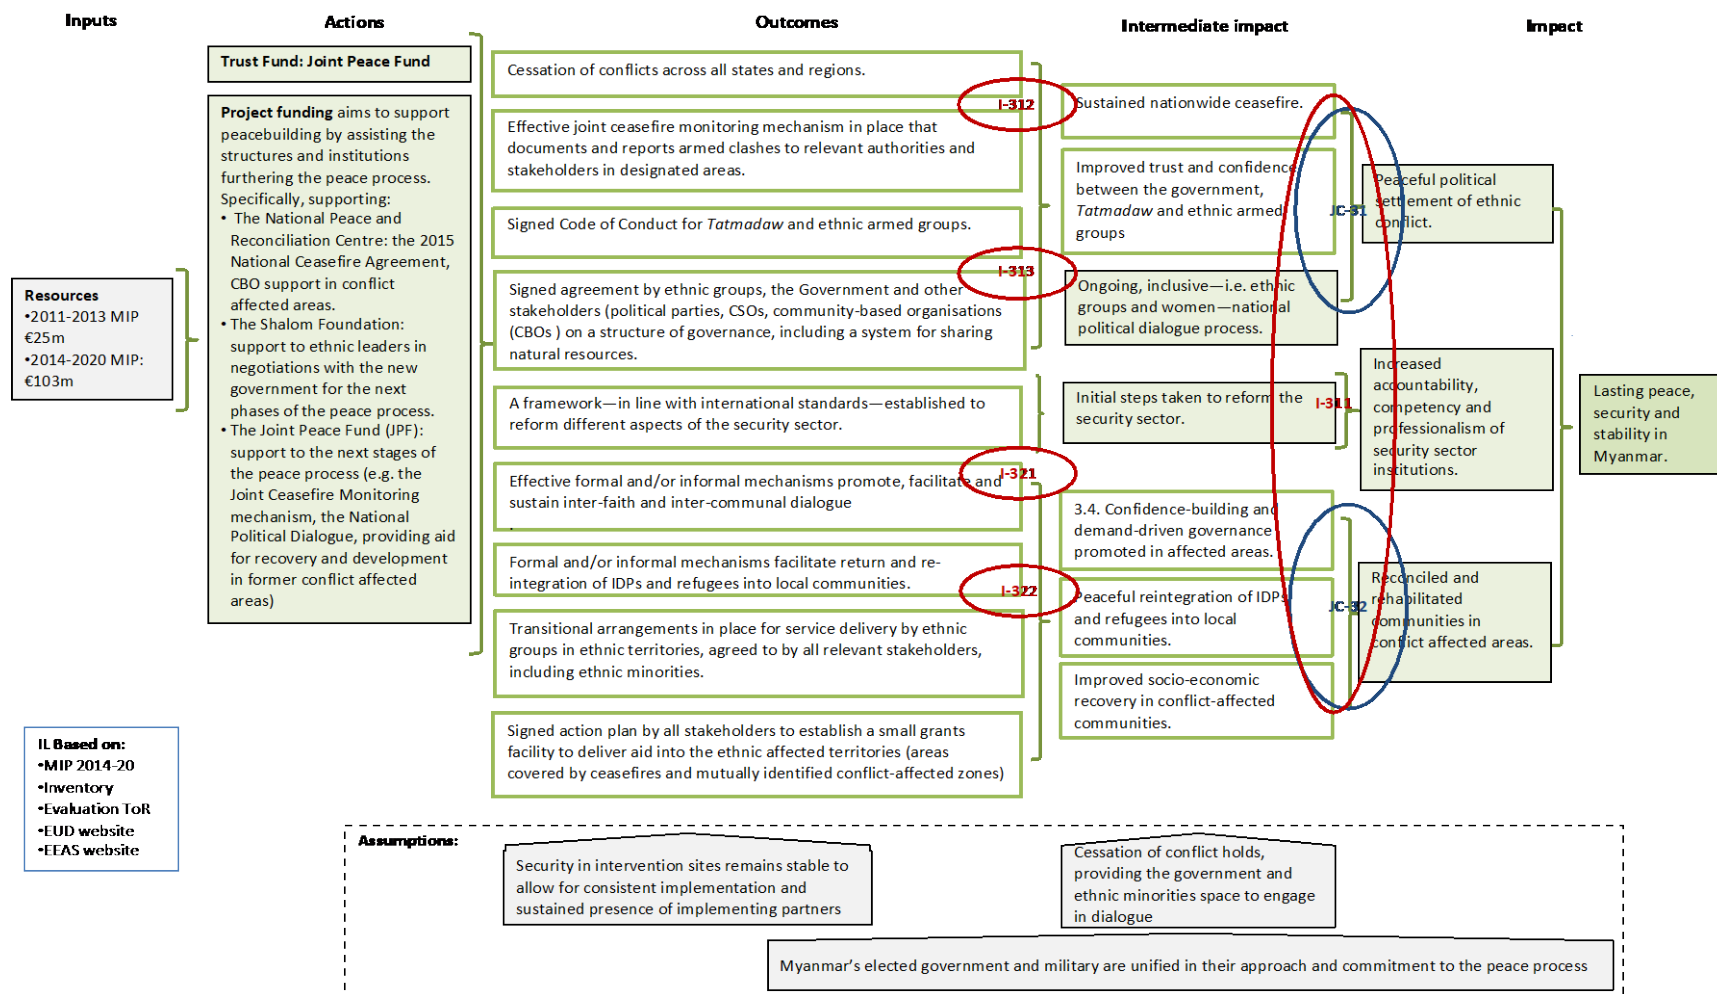 Inputs
Actions
Outcomes
Intermediate impact
Impact
Resources
•2011-2013 MIP
€25m
•2014-2020 MIP:
€103m
IL Based on:
•MIP 2014-20
•Inventory
•Evaluation ToR
•EUD website
•EEAS website
Trust Fund: Joint Peace Fund
Project funding aims to support
peacebuilding by assisting the
structures and institutions
furthering the peace process.
Specifically, supporting:
• The National Peace and
Reconciliation Centre: the 2015
National Ceasefire Agreement,
CBO support in conflict
affected areas.
• The Shalom Foundation:
support to ethnic leaders in
negotiations with the new
government for the next
phases of the peace process.
• The Joint Peace Fund (JPF):
support to the next stages of
the peace process (e.g. the
Joint Ceasefire Monitoring
mechanism, the National
Political Dialogue, providing aid
for recovery and development
in former conflict affected
areas)
Cessation of conflicts across all states and regions.
Effective joint ceasefire monitoring mechanism in place that
documents and reports armed clashes to relevant authorities and
stakeholders in designated areas.
Signed Code of Conduct for Tatmadaw and ethnic armed groups.
Signed agreement by ethnic groups, the Government and other
stakeholders (political parties, CSOs, community-based organisations
(CBOs ) on a structure of governance, including a system for sharing
natural resources.
A framework—in line with international standards—established to
reform different aspects of the security sector.
Effective formal and/or informal mechanisms promote, facilitate and
sustain inter-faith and inter-communal dialogue
.
Formal and/or informal mechanisms facilitate return and re-
integration of IDPs and refugees into local communities.
Transitional arrangements in place for service delivery by ethnic
groups in ethnic territories, agreed to by all relevant stakeholders,
including ethnic minorities.
Signed action plan by all stakeholders to establish a small grants
facility to deliver aid into the ethnic affected territories (areas
covered by ceasefires and mutually identified conflict-affected zones)
I-312
I-313
I-321
I-322
Sustained nationwide ceasefire.
Improved trust and confidence
between the government,
Tatmadaw and ethnic armed
groups
Ongoing, inclusive—i.e. ethnic
groups and women—national
political dialogue process.
Initial steps taken to reform the
security sector.
3.4. Confidence-building and
demand-driven governance
promoted in affected areas.
Peaceful reintegration of IDPs
and refugees into local
communities.
Improved socio-economic
recovery in conflict-affected
communities.
JC-31
I-311
JC-32
Peaceful political
settlement of ethnic
conflict.
Increased
accountability,
competency and
professionalism of
security sector
institutions.
Reconciled and
rehabilitated
communities in
conflict affected areas.
Lasting peace,
security and
stability in
Myanmar.
Assumptions:
Security in intervention sites remains stable to
allow for consistent implementation and
sustained presence of implementing partners
Cessation of conflict holds,
providing the government and
ethnic minorities space to engage
in dialogue
Myanmar’s elected government and military are unified in their approach and commitment to the peace process